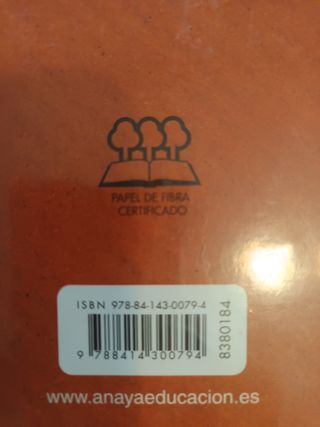 PAPEL DE FIBRA
CERTIFICADO
ISBN 978-84-143-0079-4
9 788414 300794
8380184
www.anayaeducacion.es